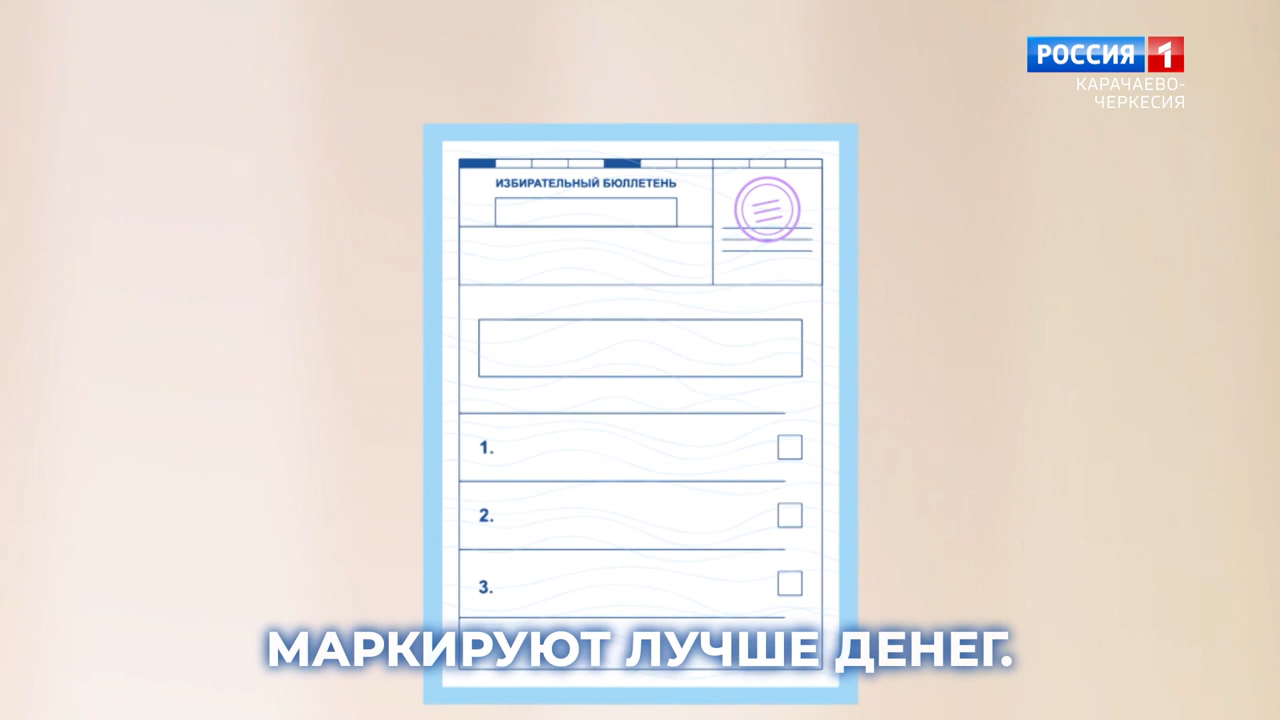 РОССИЯ 1
КАРАЧАЕВО-
ЧЕРКЕСИЯ
ИЗБИРАТЕЛЬНЫЙ БЮЛЛЕТЕНЬ
1.
2.
3.
МАРКИРУЮТ ЛУЧШЕ ДЕНЕГ.